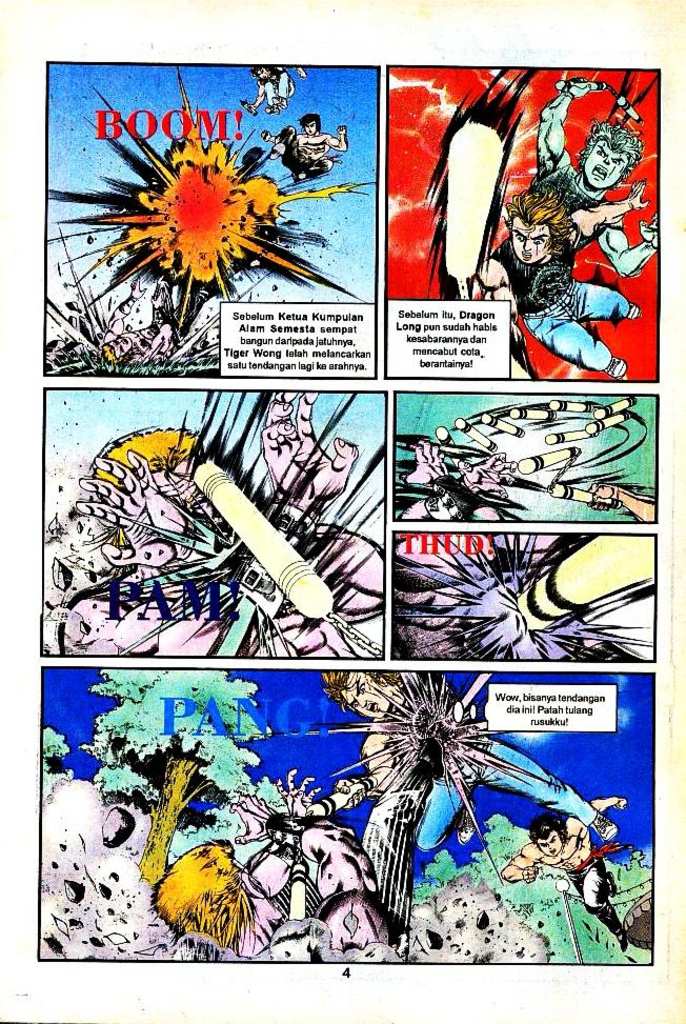 BOOM!
Sebelum Ketua Kumpulan
Alam Semesta sempat
bangun daripada jatuhnya,
Tiger Wong telah melancarkan
satu tendangan lagi ke arahnya.
Sebelum itu, Dragon
Long pun sudah habis
kesabarannya dan
mencabut cota
berantainya!
PAM!
THUD!
PANG!
Wow, bisanya tendangan
dia ini! Patah tulang
rusukku!
4